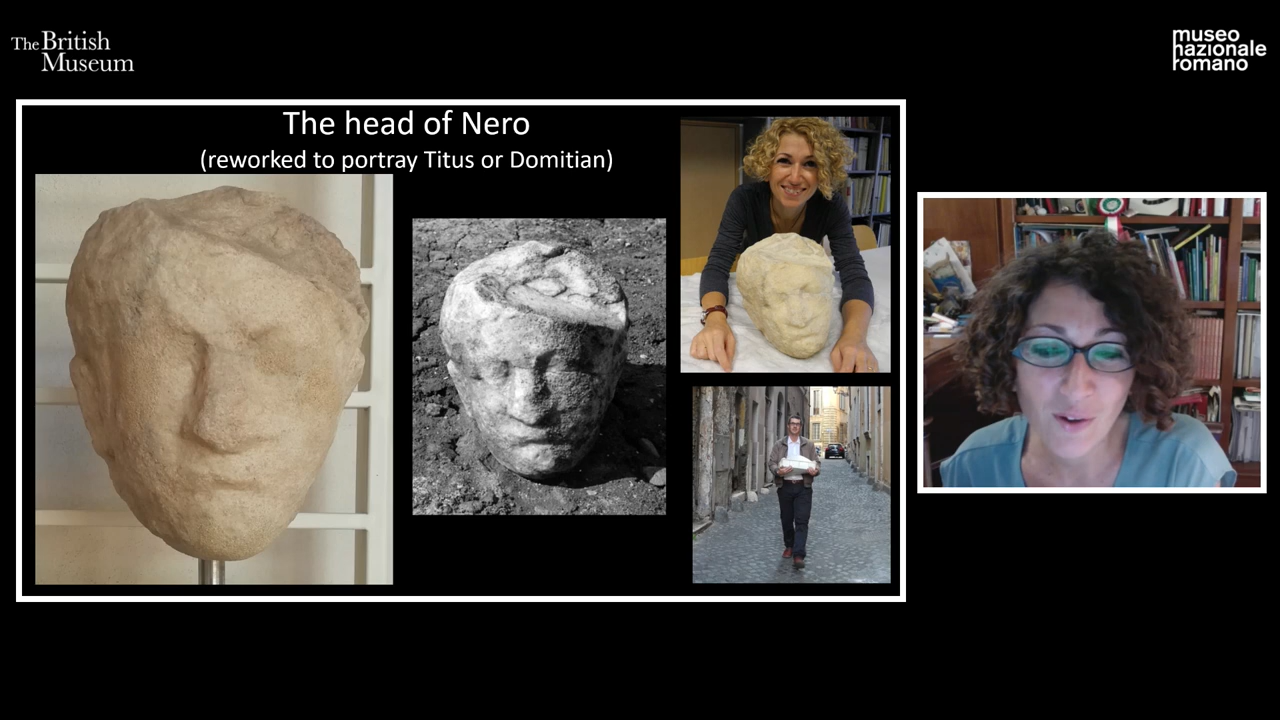 The British
Museum
museo
nazionale
romano
The head of Nero
(reworked to portray Titus or Domitian)